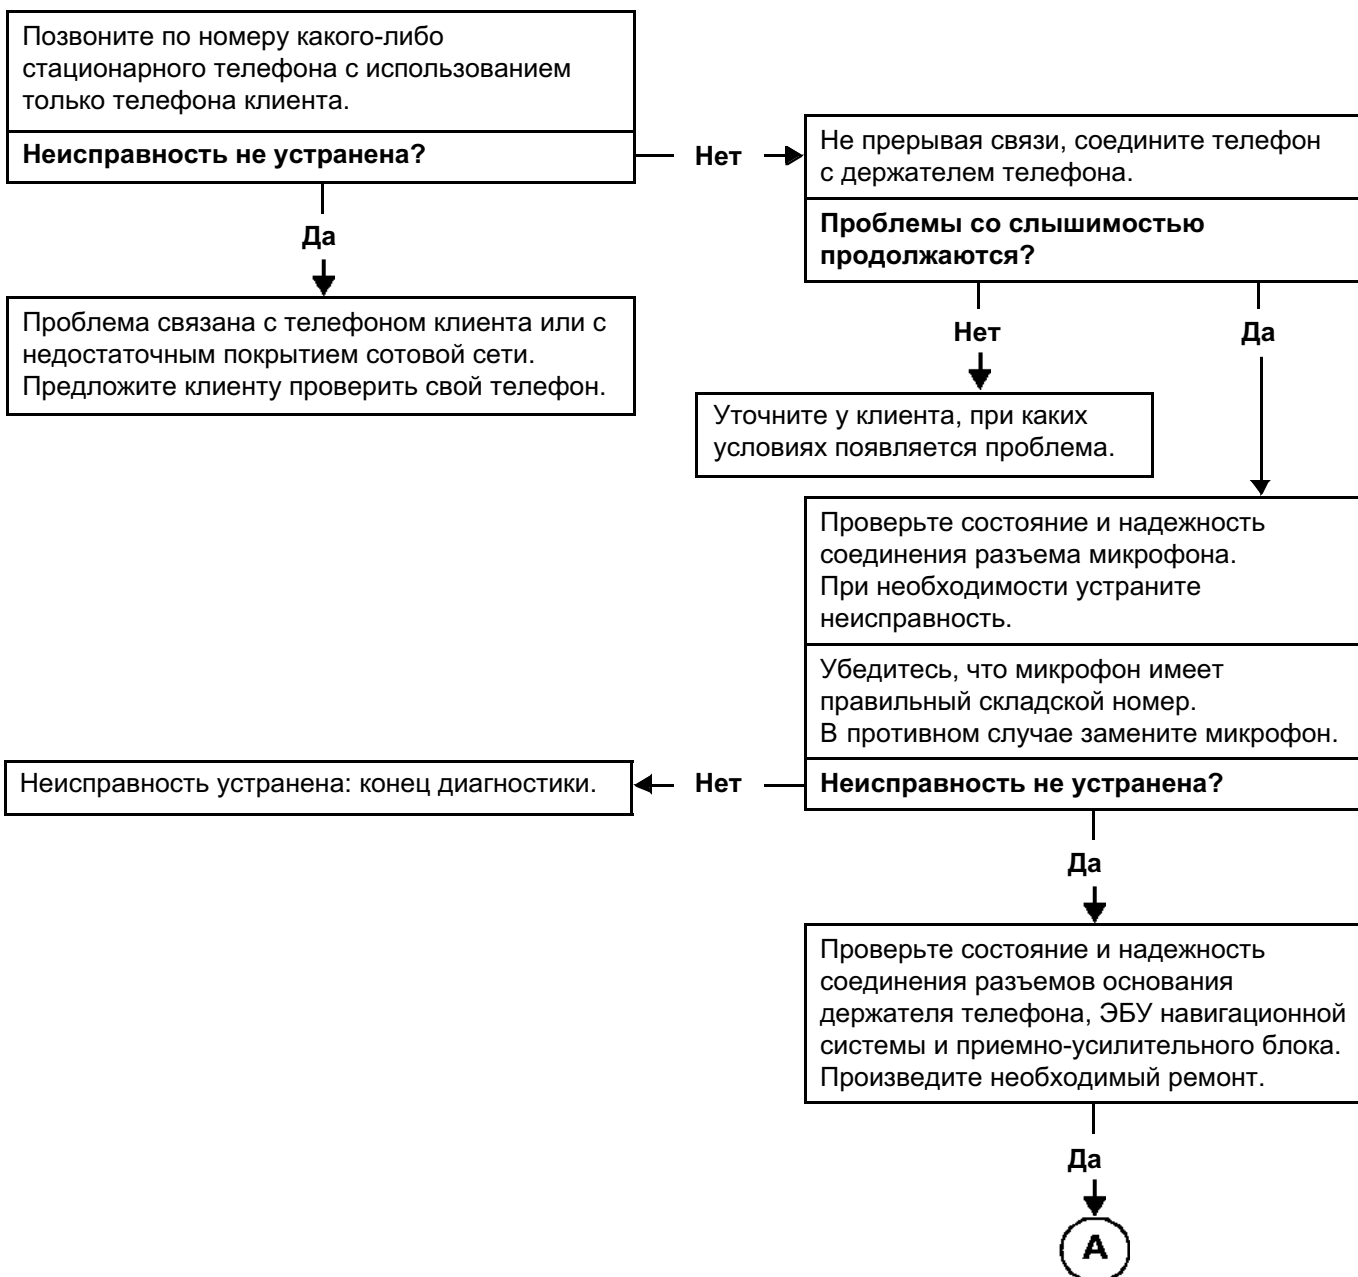 Позвоните по номеру какого-либо
стационарного телефона с использованием
только телефона клиента.
Неисправность не устранена?
Нет
Не прерывая связи, соедините телефон
с держателем телефона.
Проблемы со слышимостью
продолжаются?
Да
Проблема связана с телефоном клиента или с
недостаточным покрытием сотовой сети.
Предложите клиенту проверить свой телефон.
Нет
Да
Уточните у клиента, при каких
условиях появляется проблема.
Проверьте состояние и надежность
соединения разъема микрофона.
При необходимости устраните
неисправность.
Убедитесь, что микрофон имеет
правильный складской номер.
В противном случае замените микрофон.
Неисправность не устранена?
Нет
Неисправность устранена: конец диагностики.
Да
Проверьте состояние и надежность
соединения разъемов основания
держателя телефона, ЭБУ навигационной
системы и приемно-усилительного блока.
Произведите необходимый ремонт.
Да
А